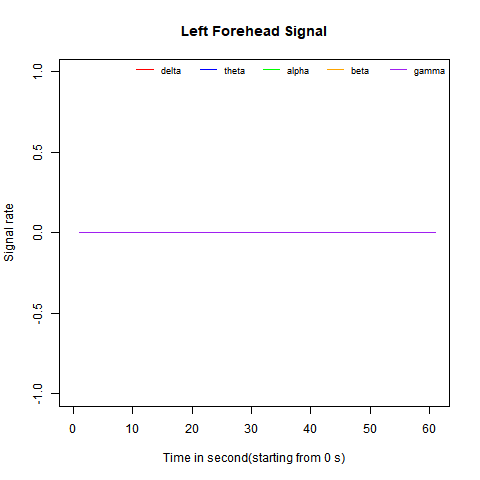 Left Forehead Signal
delta theta alpha beta gamma
1.0
0.5
0.0
-0.5
-1.0
Signal rate
0 10 20 30 40 50 60
Time in second(starting from 0 s)